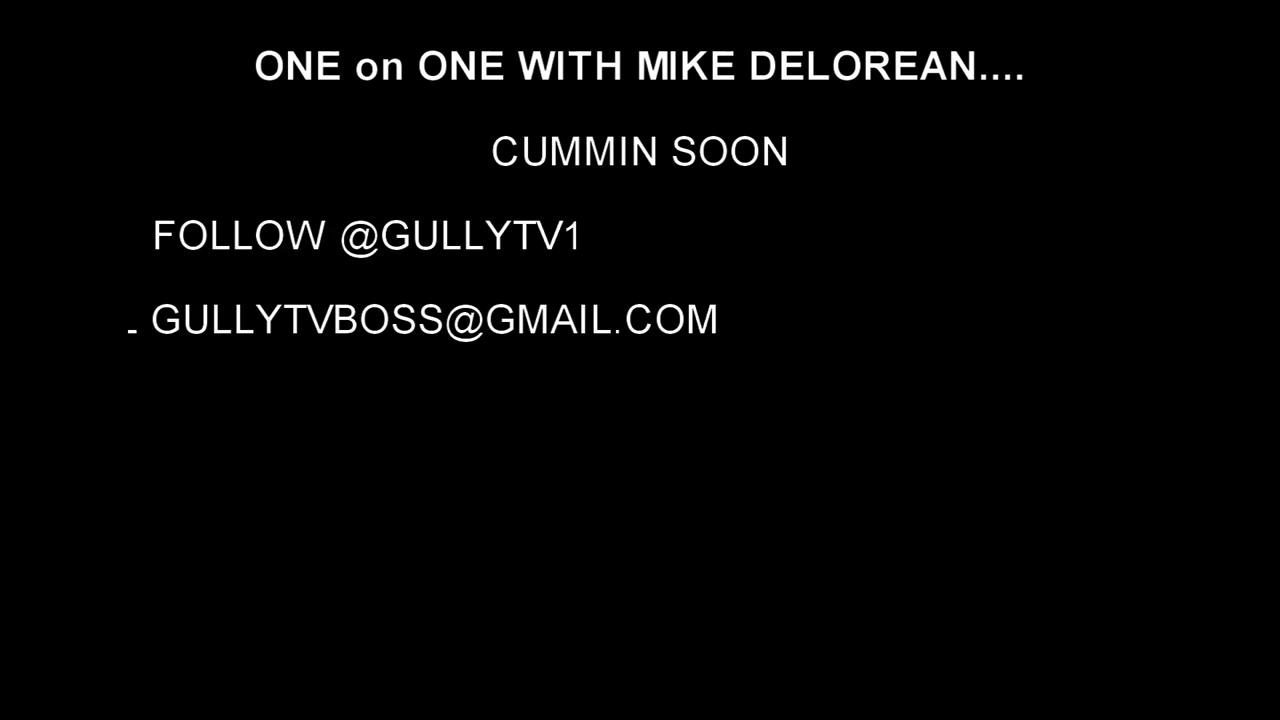 ONE on ONE WITH MIKE DELOREAN....
CUMMIN SOON
FOLLOW @GULLYTV1
- GULLYTVBOSS@GMAIL.COM